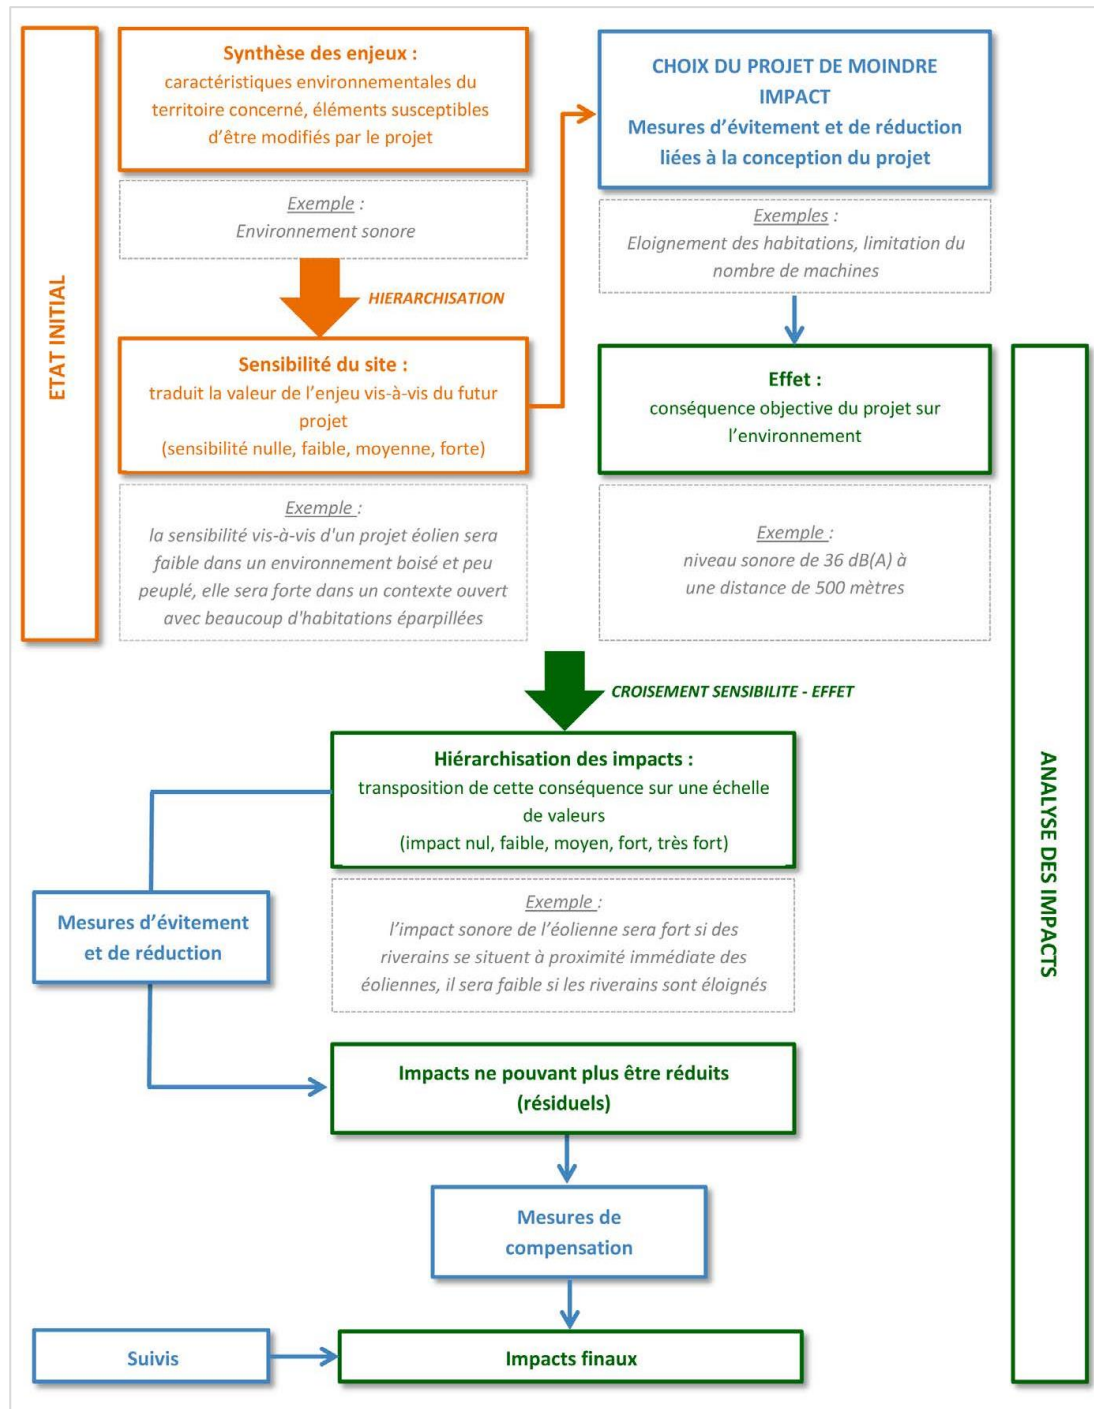 ETAT INITIAL
Synthèse des enjeux :
caractéristiques environnementales du
territoire concerné, éléments susceptibles
d'être modifiés par le projet
Exemple :
Environnement sonore
HIERARCHISATION
Sensibilité du site :
traduit la valeur de l'enjeu vis-à-vis du futur
projet
(sensibilité nulle, faible, moyenne, forte)
Exemple :
la sensibilité vis-à-vis d'un projet éolien sera
faible dans un environnement boisé et peu
peuplé, elle sera forte dans un contexte ouvert
avec beaucoup d'habitations éparpillées
CHOIX DU PROJET DE MOINDRE
IMPACT
Mesures d'évitement et de réduction
liées à la conception du projet
Exemples :
Eloignement des habitations, limitation du
nombre de machines
Effet :
conséquence objective du projet sur
l'environnement
Exemple :
niveau sonore de 36 dB(A) à
une distance de 500 mètres
ANALYSE DES IMPACTS
CROISEMENT SENSIBILITE - EFFET
Hiérarchisation des impacts :
transposition de cette conséquence sur une échelle
de valeurs
(impact nul, faible, moyen, fort, très fort)
Exemple :
l'impact sonore de l'éolienne sera fort si des
riverains se situent à proximité immédiate des
éoliennes, il sera faible si les riverains sont éloignés
Mesures d'évitement
et de réduction
Impacts ne pouvant plus être réduits
(résiduels)
Mesures de
compensation
Suivis
Impacts finaux